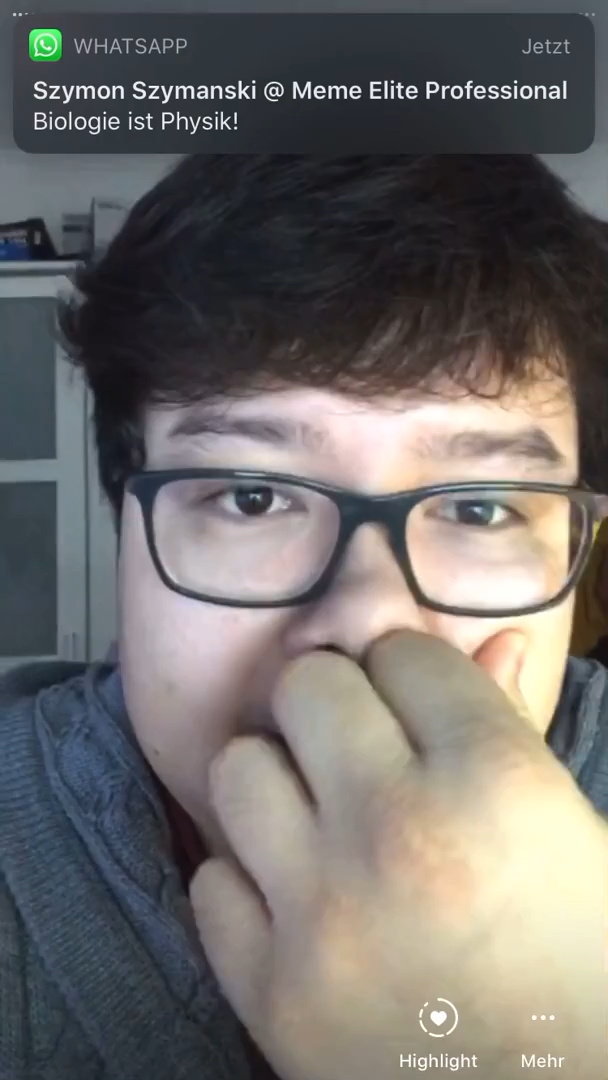 WHATSAPP
Jetzt
Szymon Szymanski @ Meme Elite Professional
Biologie ist Physik!
Highlight
Mehr